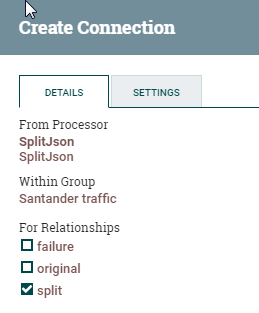 Create Connection
DETAILS SETTINGS
From Processor
SplitJson
SplitJson
Within Group
Santander traffic
For Relationships
failure
original
split